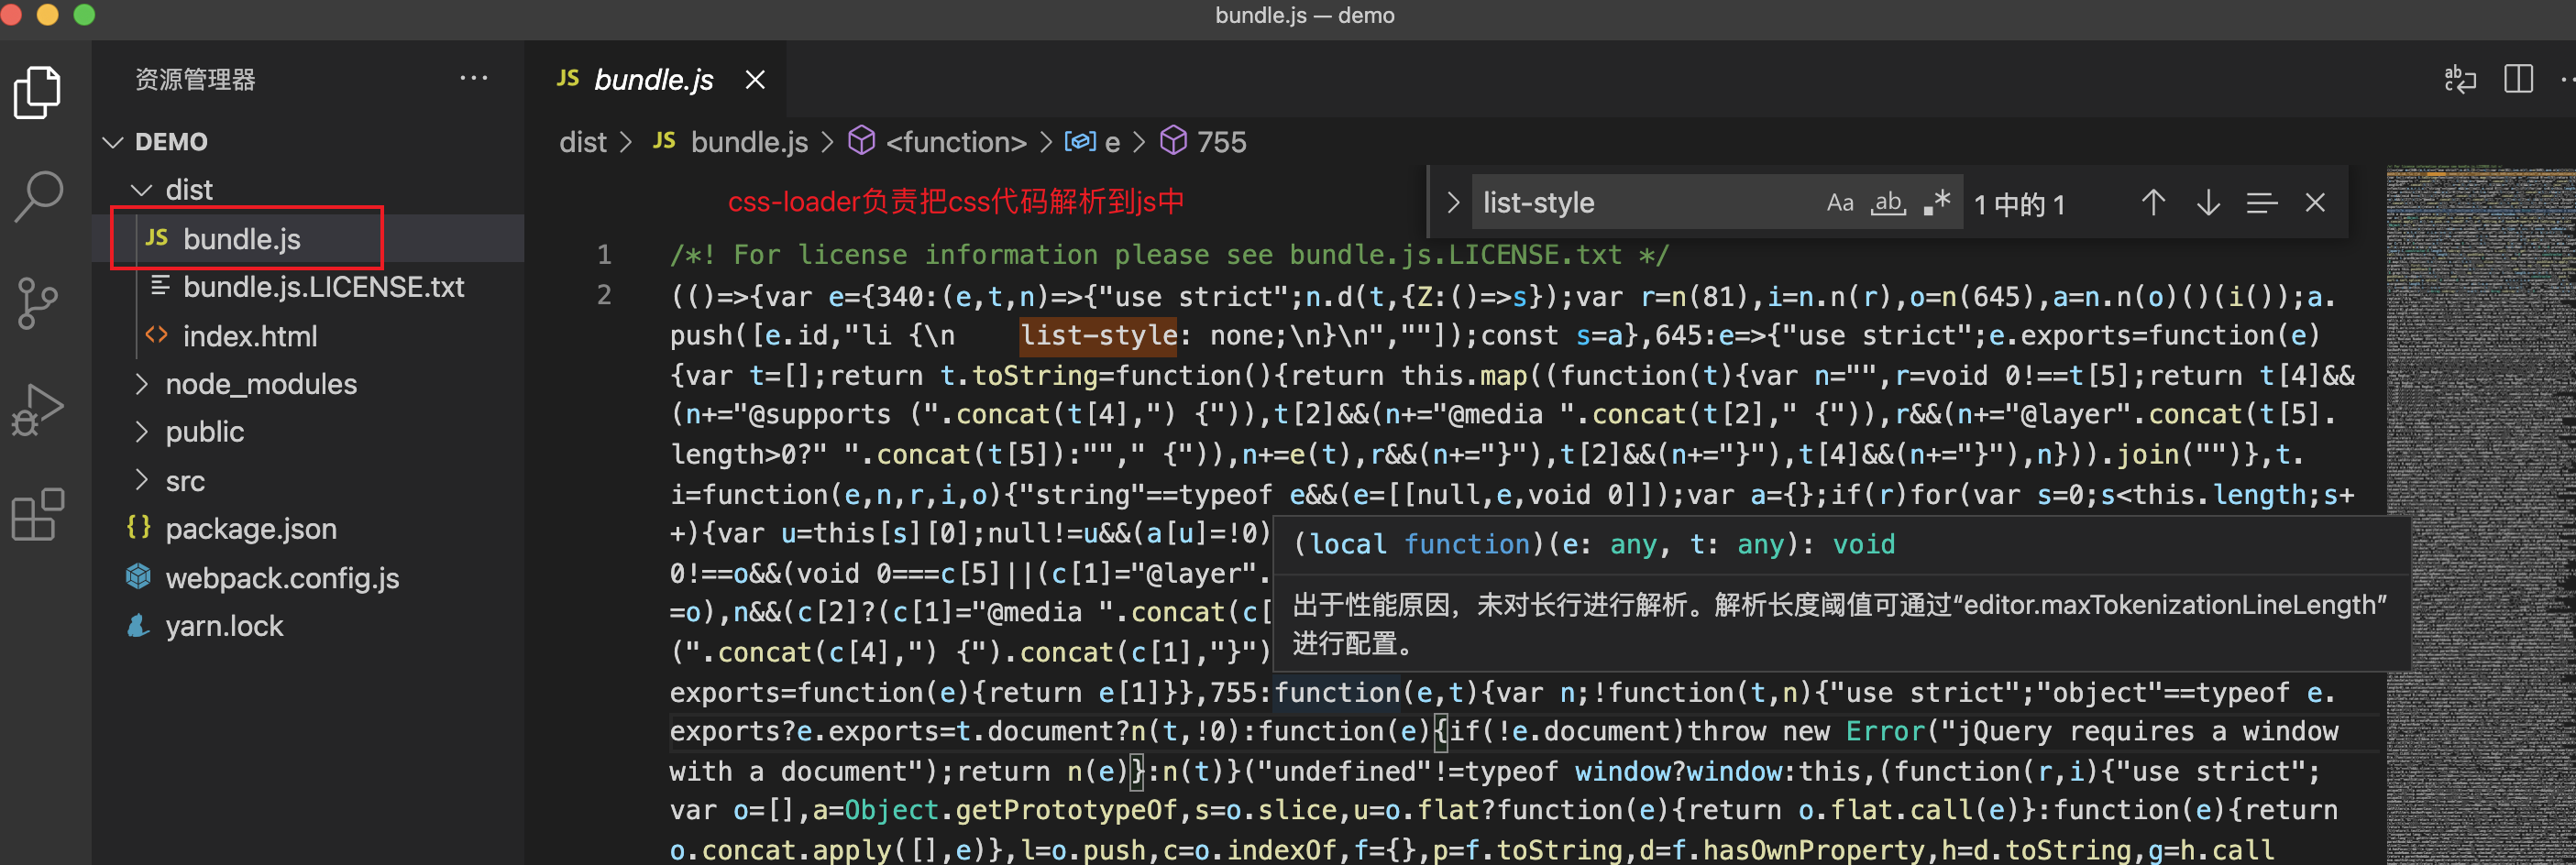 bundle.js — demo
资源管理器
DEMO
dist
JS bundle.js
bundle.js.LICENSE.txt
index.html
node_modules
public
src
package.json
webpack.config.js
yarn.lock
JS bundle.js
dist > JS bundle.js > <function> > e > 755
css-loader负责把css代码解析到js中
list-style Aa ab .* 1 中的 1
1 /*! For license information please see bundle.js.LICENSE.txt */
2 (()=>{var e={340:(e,t,n)=>{"use strict";n.d(t,{Z:()=>s});var r=n(81),i=n.n(r),o=n(645),a=n.n(o)()(i());a.
push([e.id,"li {\n    list-style: none;\n}\n",""]);const s=a},645:e=>{"use strict";e.exports=function(e)
{var t=[];return t.toString=function(){return this.map((function(t){var n="",r=void 0!==t[5];return t[4]&&
(n+="@supports (".concat(t[4],") {")),t[2]&&(n+="@media ".concat(t[2]," {")),r&&(n+="@layer".concat(t[5].
length>0?" ".concat(t[5]):""," {")),n+=e(t),r&&(n+="}"),t[2]&&(n+="}"),t[4]&&(n+="}"),n})).join("")},t.
i=function(e,n,r,i,o){"string"==typeof e&&(e=[[null,e,void 0]]);var a={};if(r)for(var s=0;s<this.length;s+
+){var u=this[s][0];null!=u&&(a[u]=!0)
(local function)(e: any, t: any): void
0!==o&&(void 0===c[5]||(c[1]="@layer".
=o),n&&(c[2]?(c[1]="@media ".concat(c[
出于性能原因，未对长行进行解析。解析长度阈值可通过“editor.maxTokenizationLineLength”
进行配置。
(".concat(c[4],") {").concat(c[1],"}")
exports=function(e){return e[1]}},755:function(e,t){var n;!function(t,n){"use strict";"object"==typeof e.
exports?e.exports=t.document?n(t,!0):function(e){if(!e.document)throw new Error("jQuery requires a window
with a document");return n(e)}:n(t)}("undefined"!=typeof window?window:this,(function(r,i){"use strict";
var o=[],a=Object.getPrototypeOf,s=o.slice,u=o.flat?function(e){return o.flat.call(e)}:function(e){return
o.concat.apply([],e)},l=o.push,c=o.indexOf,f={},p=f.toString,d=f.hasOwnProperty,h=d.toString,g=h.call